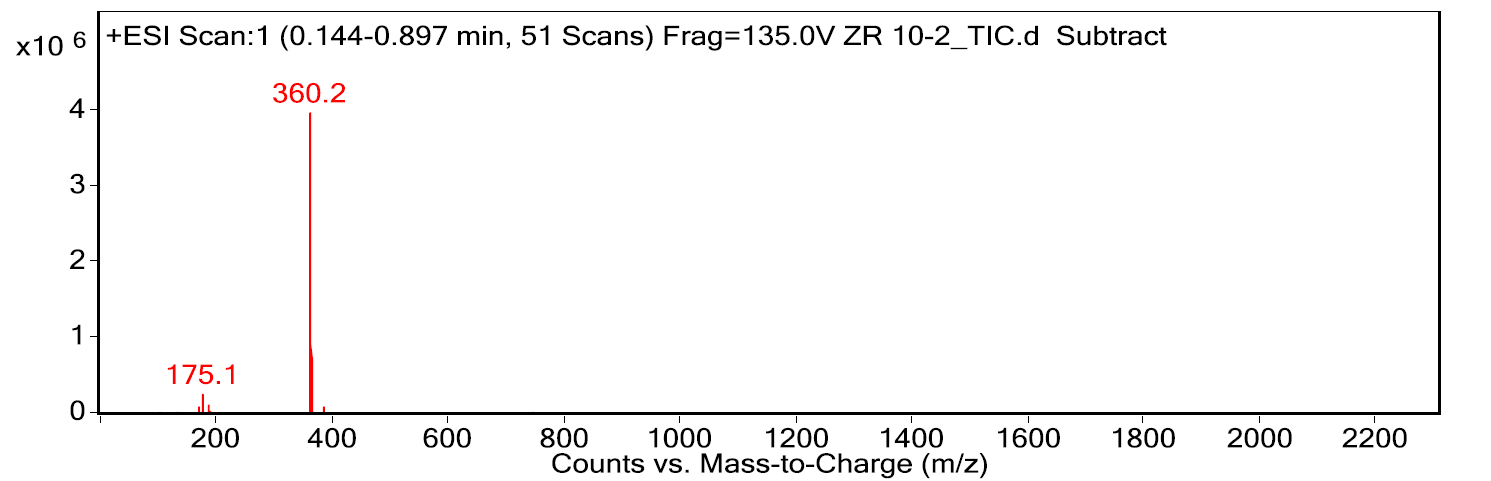 x10 6
+ESI Scan:1 (0.144-0.897 min, 51 Scans) Frag=135.0V ZR 10-2_TIC.d  Subtract
360.2
4
3
2
1
175.1
0
200 400 600 800 1000 1200 1400 1600 1800 2000 2200
Counts vs. Mass-to-Charge (m/z)